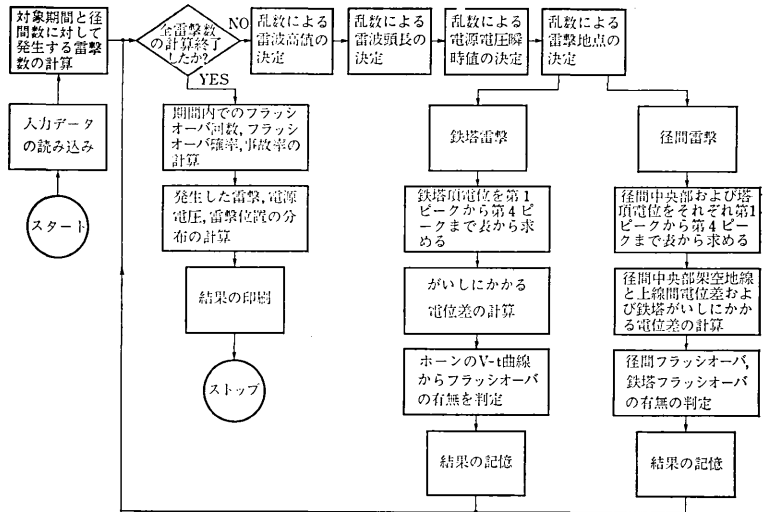 対象期間と径
間数に対して
発生する雷撃
数の計算
入力データ
の読み込み
スタート
全雷撃数
の計算終了
したか?
NO
YES
乱数による
雷波高値の
決定
乱数による
雷波頭長の
決定
乱数による
電源電圧瞬
時値の決定
乱数による
雷撃地点の
決定
期間内でのフラッシ
オーバ回数,フラッシ
オーバ確率,事故率の
計算
発生した雷撃,電源
電圧,雷撃位置の分
布の計算
結果の印刷
ストップ
鉄塔雷撃
鉄塔頂電位を第1
ピークから第4ピ
ークまで表から求
める
がいしにかかる
電位差の計算
ホーンのV-t曲線
からフラッシオーバ
の有無を判定
結果の記憶
径間雷撃
径間中央部および塔
頂電位をそれぞれ第1
ピークから第4ピー
クまで表から求める
径間中央部架空地線
と上線間電位差およ
び鉄塔がいしにかか
る電位差の計算
径間フラッシオーバ,
鉄塔フラッシオーバ
の有無の判定
結果の記憶